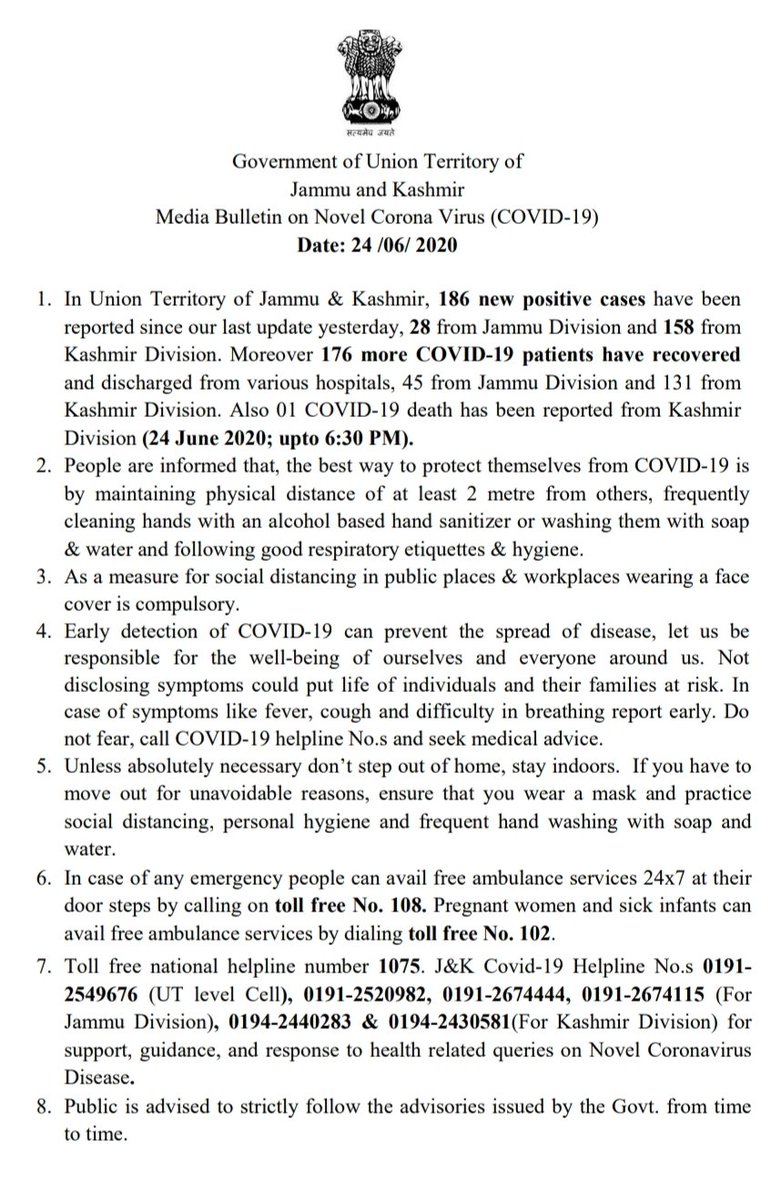 सत्यमेव जयते
Government of Union Territory of
Jammu and Kashmir
Media Bulletin on Novel Corona Virus (COVID-19)
Date: 24 /06/ 2020
1. In Union Territory of Jammu & Kashmir, 186 new positive cases have been
reported since our last update yesterday, 28 from Jammu Division and 158 from
Kashmir Division. Moreover 176 more COVID-19 patients have recovered
and discharged from various hospitals, 45 from Jammu Division and 131 from
Kashmir Division. Also 01 COVID-19 death has been reported from Kashmir
Division (24 June 2020; upto 6:30 PM).
2. People are informed that, the best way to protect themselves from COVID-19 is
by maintaining physical distance of at least 2 metre from others, frequently
cleaning hands with an alcohol based hand sanitizer or washing them with soap
& water and following good respiratory etiquettes & hygiene.
3. As a measure for social distancing in public places & workplaces wearing a face
cover is compulsory.
4. Early detection of COVID-19 can prevent the spread of disease, let us be
responsible for the well-being of ourselves and everyone around us. Not
disclosing symptoms could put life of individuals and their families at risk. In
case of symptoms like fever, cough and difficulty in breathing report early. Do
not fear, call COVID-19 helpline No.s and seek medical advice.
5. Unless absolutely necessary don’t step out of home, stay indoors. If you have to
move out for unavoidable reasons, ensure that you wear a mask and practice
social distancing, personal hygiene and frequent hand washing with soap and
water.
6. In case of any emergency people can avail free ambulance services 24x7 at their
door steps by calling on toll free No. 108. Pregnant women and sick infants can
avail free ambulance services by dialing toll free No. 102.
7. Toll free national helpline number 1075. J&K Covid-19 Helpline No.s 0191-
2549676 (UT level Cell), 0191-2520982, 0191-2674444, 0191-2674115 (For
Jammu Division), 0194-2440283 & 0194-2430581(For Kashmir Division) for
support, guidance, and response to health related queries on Novel Coronavirus
Disease.
8. Public is advised to strictly follow the advisories issued by the Govt. from time
to time.